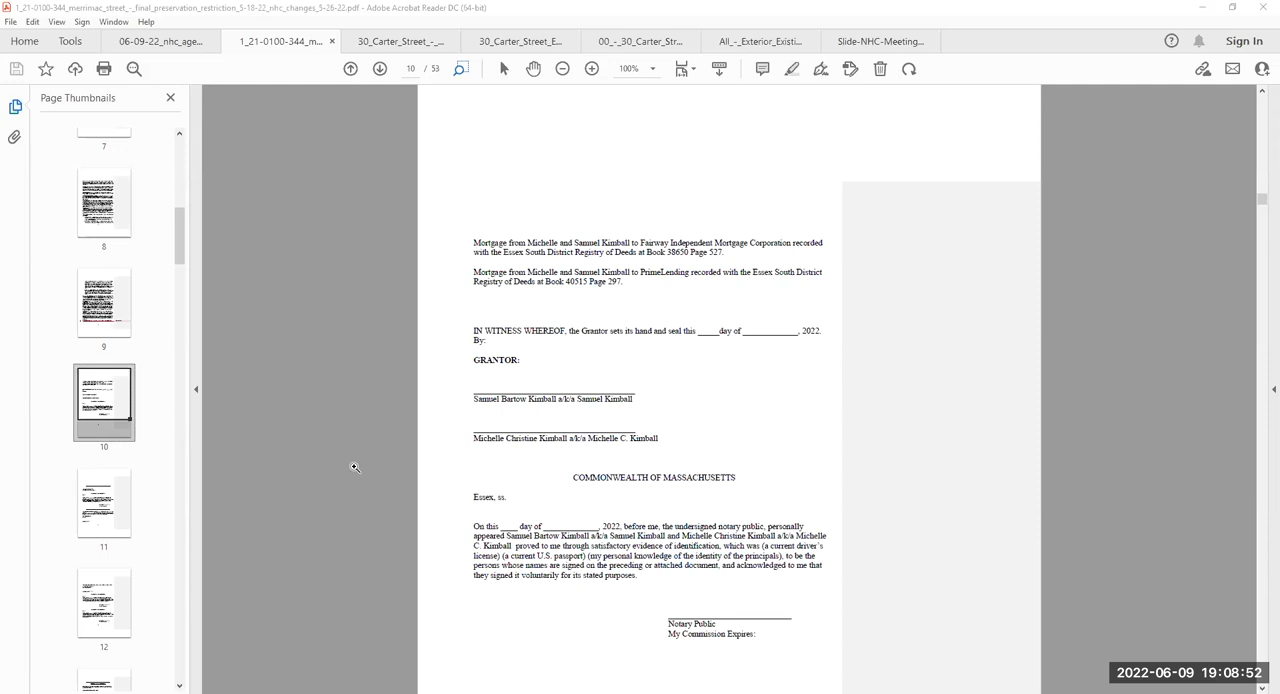 1_21-0100-344_merrimac_street_-_final_preservation_restriction_5-18-22_nhc_changes_5-26-22.pdf - Adobe Acrobat Reader DC (64-bit)
File Edit View Sign Window Help
Home Tools 06-09-22_nhc_age... 1_21-0100-344_m... × 30_Carter_Street_-_... 30_Carter_Street_E... 00_-_30_Carter_Str... All_-_Exterior_Existi... Slide-NHC-Meeting... Sign In
10 / 53 100%
Page Thumbnails
7
8
9
10
11
12
Mortgage from Michelle and Samuel Kimball to Fairway Independent Mortgage Corporation recorded
with the Essex South District Registry of Deeds at Book 38650 Page 527.
Mortgage from Michelle and Samuel Kimball to PrimeLending recorded with the Essex South District
Registry of Deeds at Book 40515 Page 297.
IN WITNESS WHEREOF, the Grantor sets its hand and seal this _____day of _____________, 2022.
By:
GRANTOR:
Samuel Bartow Kimball a/k/a Samuel Kimball
Michelle Christine Kimball a/k/a Michelle C. Kimball
COMMONWEALTH OF MASSACHUSETTS
Essex, ss.
On this ____ day of _____________, 2022, before me, the undersigned notary public, personally
appeared Samuel Bartow Kimball a/k/a Samuel Kimball and Michelle Christine Kimball a/k/a Michelle
C. Kimball proved to me through satisfactory evidence of identification, which was (a current driver's
license) (a current U.S. passport) (my personal knowledge of the identity of the principals), to be the
persons whose names are signed on the preceding or attached document, and acknowledged to me that
they signed it voluntarily for its stated purposes.
Notary Public
My Commission Expires:
2022-06-09 19:08:52